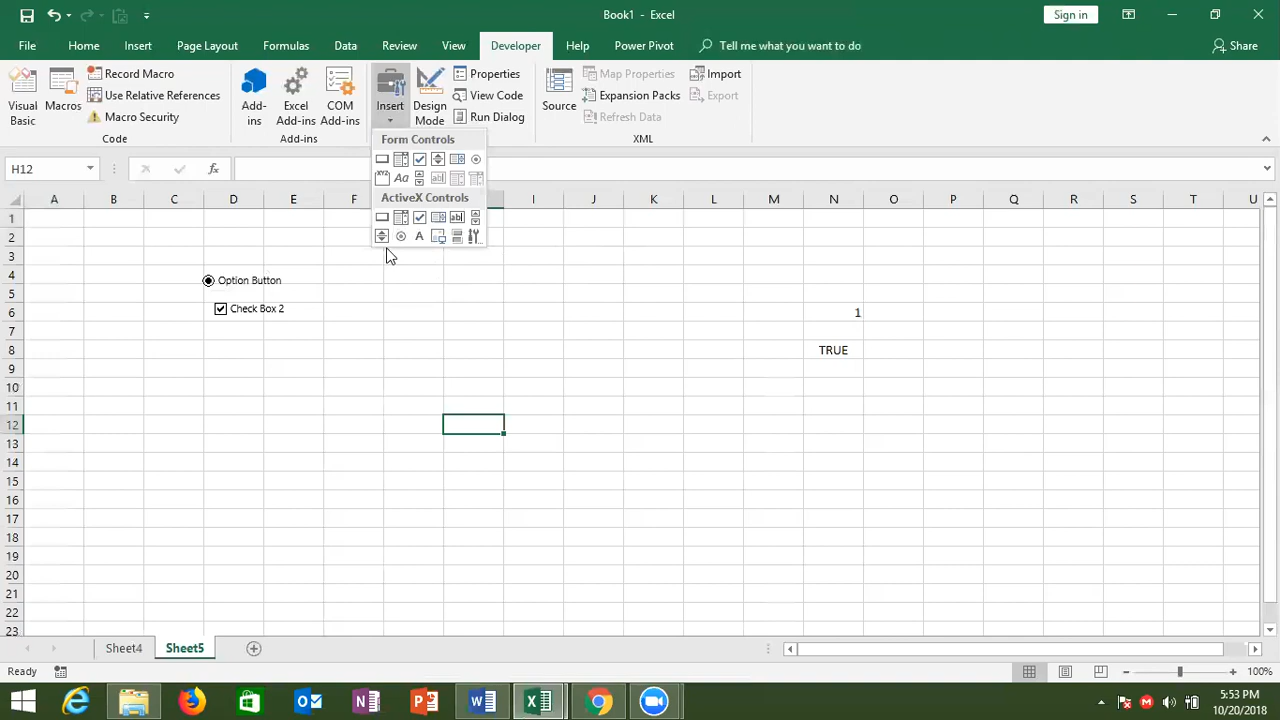 Book1 - Excel
Sign in
File Home Insert Page Layout Formulas Data Review View Developer Help Power Pivot Tell me what you want to do Share
Visual Basic
Macros
Record Macro
Use Relative References
Macro Security
Code
Add-ins
Excel Add-ins
COM Add-ins
Add-ins
Insert
Design Mode
Properties
View Code
Run Dialog
Source
Map Properties
Expansion Packs
Refresh Data
Import
Export
XML
Form Controls
XYZ Aa ab|
ActiveX Controls
ab|
A
H12
fx
A B C D E F I J K L M N O P Q R S T U
1
2
3
4 Option Button
5
6 Check Box 2 1
7
8 TRUE
9
10
11
12
13
14
15
16
17
18
19
20
21
22
23
Sheet4 Sheet5
Ready
100%
5:53 PM
10/20/2018